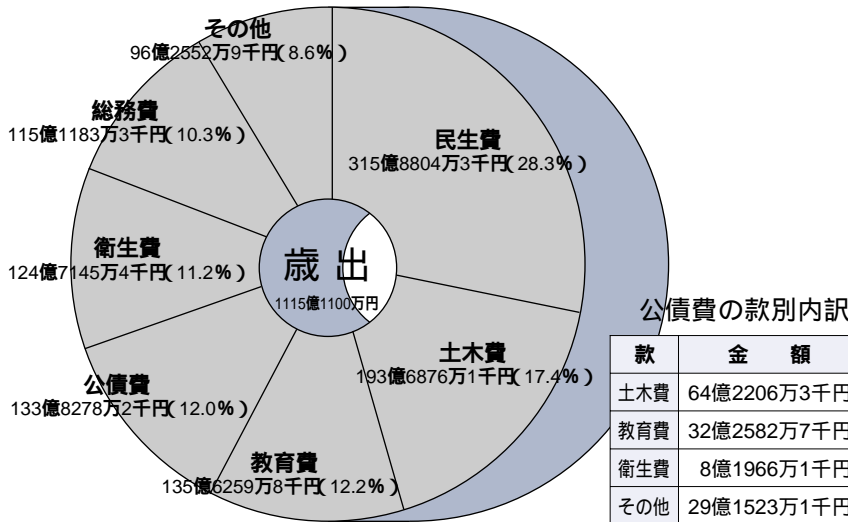 その他
96億2552万9千円(8.6%)
総務費
115億1183万3千円(10.3%)
民生費
315億8804万3千円(28.3%)
衛生費
124億7145万4千円(11.2%)
歳出
1115億1100万円
公債費
133億8278万2千円(12.0%)
土木費
193億6876万1千円(17.4%)
教育費
135億6259万8千円(12.2%)
公債費の款別内訳
款 金額
土木費 64億2206万3千円
教育費 32億2582万7千円
衛生費 8億1966万1千円
その他 29億1523万1千円